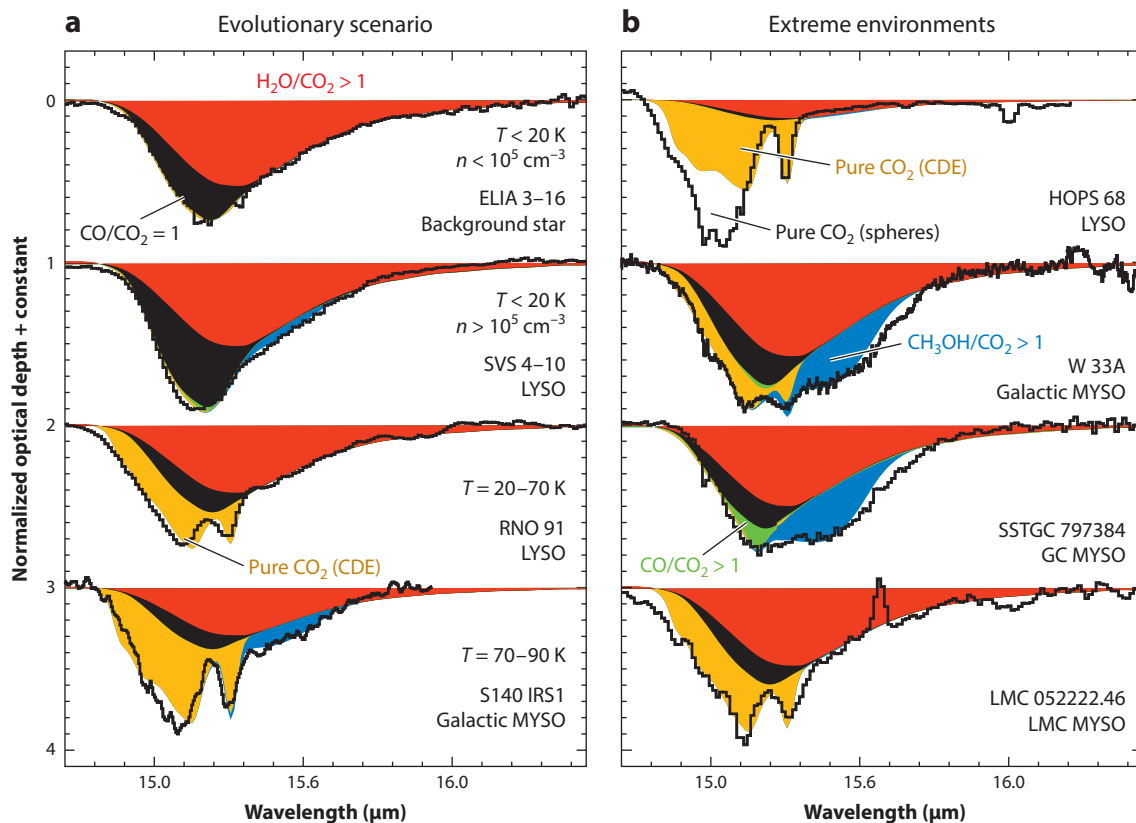 a Evolutionary scenario
0
1
2
3
4
Normalized optical depth + constant
H₂O/CO₂ > 1
T < 20 K
n < 10⁵ cm⁻³
ELIA 3–16
Background star
CO/CO₂ = 1
T < 20 K
n > 10⁵ cm⁻³
SVS 4–10
LYSO
T = 20–70 K
RNO 91
LYSO
Pure CO₂ (CDE)
T = 70–90 K
S140 IRS1
Galactic MYSO
15.0 15.6 16.0
Wavelength (µm)
b Extreme environments
Pure CO₂ (CDE)
HOPS 68
LYSO
Pure CO₂ (spheres)
CH₃OH/CO₂ > 1
W 33A
Galactic MYSO
SSTGC 797384
GC MYSO
CO/CO₂ > 1
LMC 052222.46
LMC MYSO
15.0 15.6 16.0
Wavelength (µm)